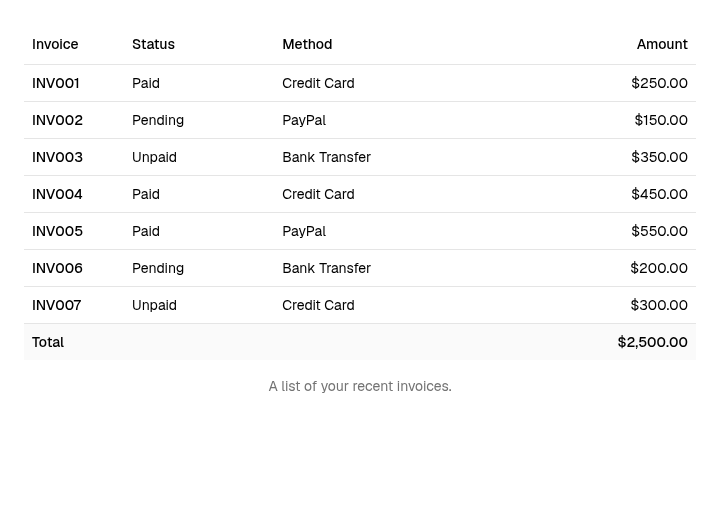 Invoice Status Method Amount
INV001 Paid Credit Card $250.00
INV002 Pending PayPal $150.00
INV003 Unpaid Bank Transfer $350.00
INV004 Paid Credit Card $450.00
INV005 Paid PayPal $550.00
INV006 Pending Bank Transfer $200.00
INV007 Unpaid Credit Card $300.00
Total $2,500.00
A list of your recent invoices.